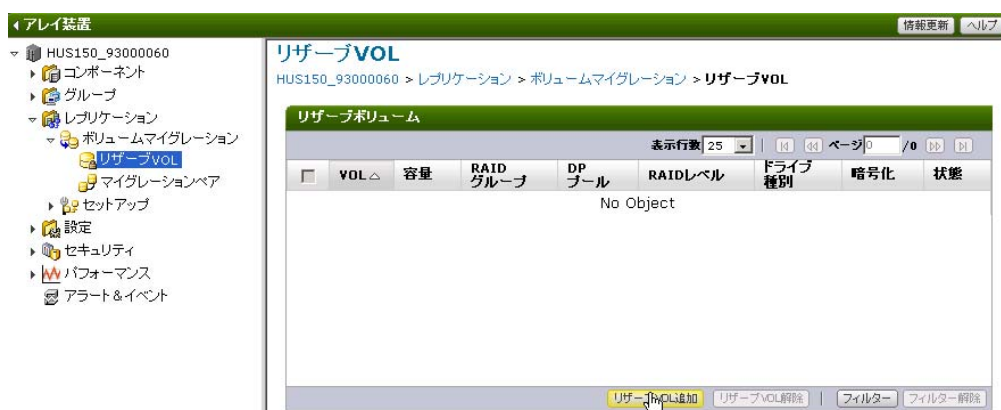 アレイ装置
情報更新 ヘルプ
HUS150_93000060
コンポーネント
グループ
レプリケーション
ボリュームマイグレーション
リザーブVOL
マイグレーションペア
セットアップ
設定
セキュリティ
パフォーマンス
アラート&イベント
リザーブVOL
HUS150_93000060 > レプリケーション > ボリュームマイグレーション > リザーブVOL
リザーブボリューム
表示行数 25 | ページ 0 /0
VOL△ 容量 RAIDグループ DPプール RAIDレベル ドライブ種別 暗号化 状態
No Object
リザーブVOL追加 リザーブVOL解除 | フィルター フィルター解除